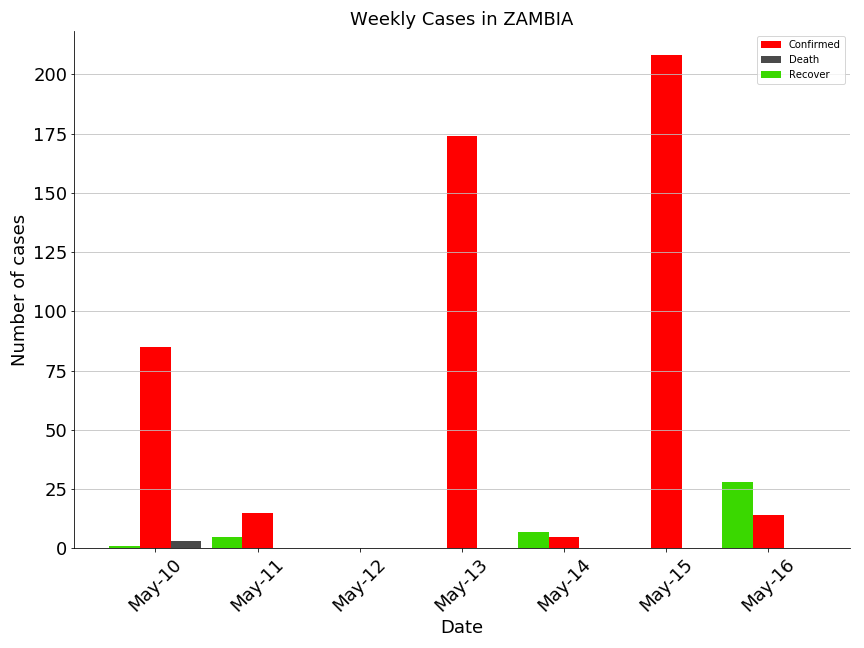 Weekly Cases in ZAMBIA
Confirmed
Death
Recover
Number of cases
200
175
150
125
100
75
50
25
0
May-10
May-11
May-12
May-13
May-14
May-15
May-16
Date